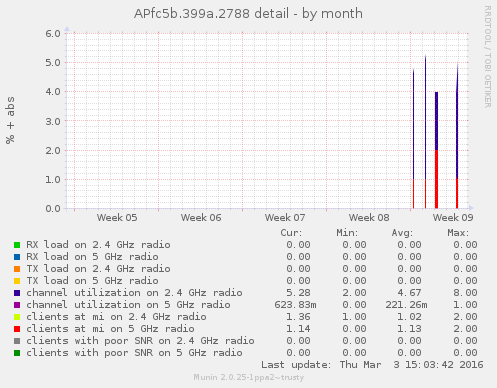 APfc5b.399a.2788 detail - by month
RRDTOOL / TOBI OETIKER
% + abs
6.0
5.0
4.0
3.0
2.0
1.0
0.0
Week 05 Week 06 Week 07 Week 08 Week 09
Cur: Min: Avg: Max:
RX load on 2.4 GHz radio 0.00 0.00 0.00 0.00
RX load on 5 GHz radio 0.00 0.00 0.00 0.00
TX load on 2.4 GHz radio 0.00 0.00 0.00 0.00
TX load on 5 GHz radio 0.00 0.00 0.00 0.00
channel utilization on 2.4 GHz radio 5.28 2.00 4.67 8.00
channel utilization on 5 GHz radio 623.83m 0.00 221.26m 1.00
clients at mi on 2.4 GHz radio 1.36 1.00 1.02 2.00
clients at mi on 5 GHz radio 1.14 0.00 1.13 2.00
clients with poor SNR on 2.4 GHz radio 0.00 0.00 0.00 0.00
clients with poor SNR on 5 GHz radio 0.00 0.00 0.00 0.00
Last update: Thu Mar 3 15:03:42 2016
Munin 2.0.25-1ppa2~trusty